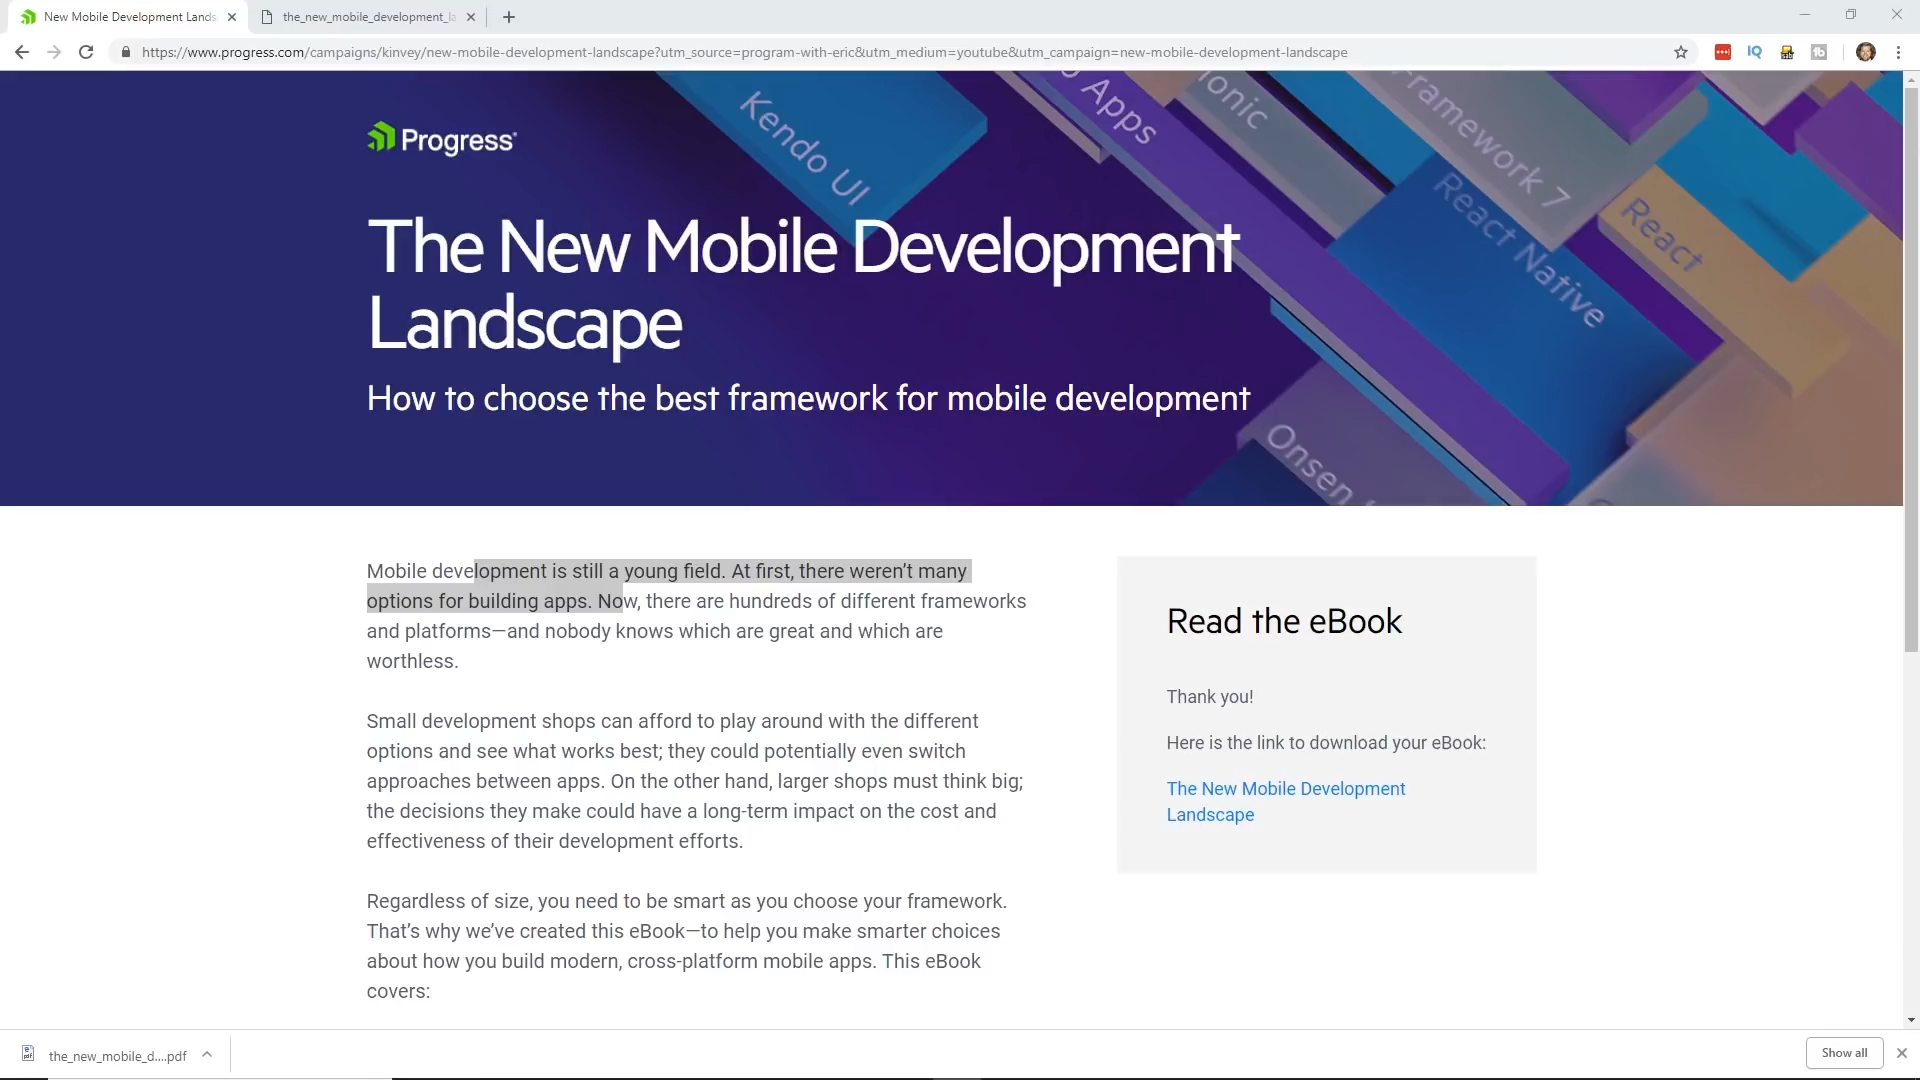 New Mobile Development Lands
the_new_mobile_development_la
https://www.progress.com/campaigns/kinvey/new-mobile-development-landscape?utm_source=program-with-eric&utm_medium=youtube&utm_campaign=new-mobile-development-landscape
IQ
Progress
Kendo UI
o Apps
Ionic
Framework 7
React Native
React
Onsen
The New Mobile Development
Landscape
How to choose the best framework for mobile development
Mobile development is still a young field. At first, there weren’t many
options for building apps. Now, there are hundreds of different frameworks
and platforms—and nobody knows which are great and which are
worthless.
Small development shops can afford to play around with the different
options and see what works best; they could potentially even switch
approaches between apps. On the other hand, larger shops must think big;
the decisions they make could have a long-term impact on the cost and
effectiveness of their development efforts.
Regardless of size, you need to be smart as you choose your framework.
That’s why we’ve created this eBook—to help you make smarter choices
about how you build modern, cross-platform mobile apps. This eBook
covers:
Read the eBook
Thank you!
Here is the link to download your eBook:
The New Mobile Development
Landscape
the_new_mobile_d....pdf
Show all